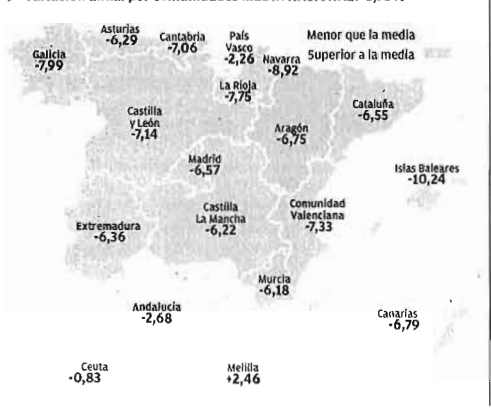 Asturias
-6,29
Cantabria
-7,06
País
Vasco
-2,26
Menor que la media
Superior a la media
Galicia
-7,99
Navarra
-8,92
La Rioja
-7,75
Cataluña
-6,55
Castilla
y León
-7,14
Aragón
-6,75
Madrid
-6,57
Islas Baleares
-10,24
Castilla
La Mancha
-6,22
Comunidad
Valenciana
-7,33
Extremadura
-6,36
Murcia
-6,18
Andalucía
-2,68
Canarias
-6,79
Ceuta
-0,83
Melilla
+2,46